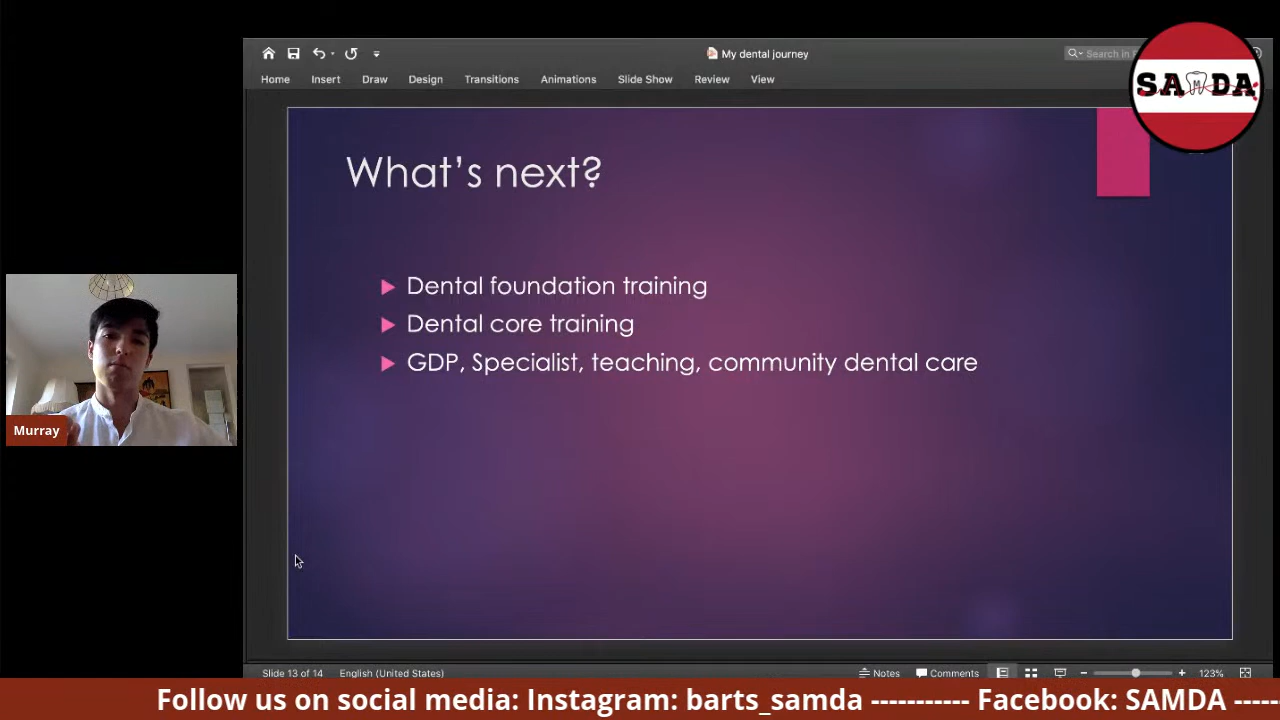 My dental journey
Search in
Home Insert Draw Design Transitions Animations Slide Show Review View
SAMDA
What's next?
Dental foundation training
Dental core training
GDP, Specialist, teaching, community dental care
Murray
Slide 13 of 14 English (United States) Notes Comments 123%
Follow us on social media: Instagram: barts_samda ----------- Facebook: SAMDA -----